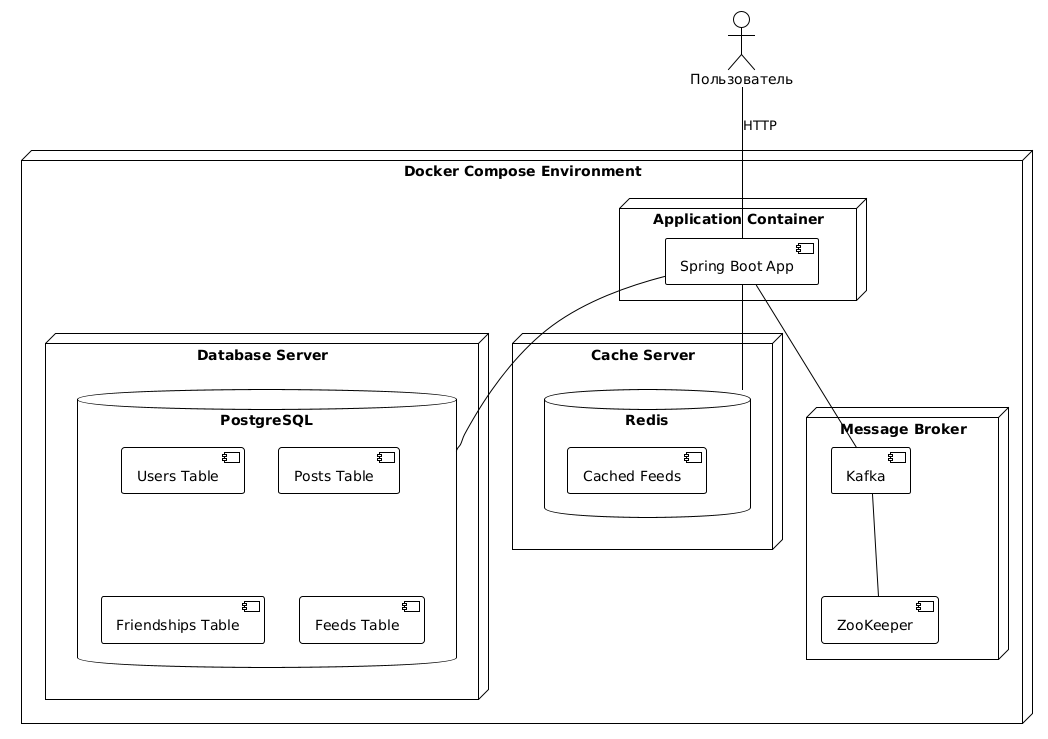 Пользователь
HTTP
Docker Compose Environment
Application Container
Spring Boot App
Database Server
Cache Server
PostgreSQL
Redis
Message Broker
Users Table
Posts Table
Cached Feeds
Kafka
Friendships Table
Feeds Table
ZooKeeper